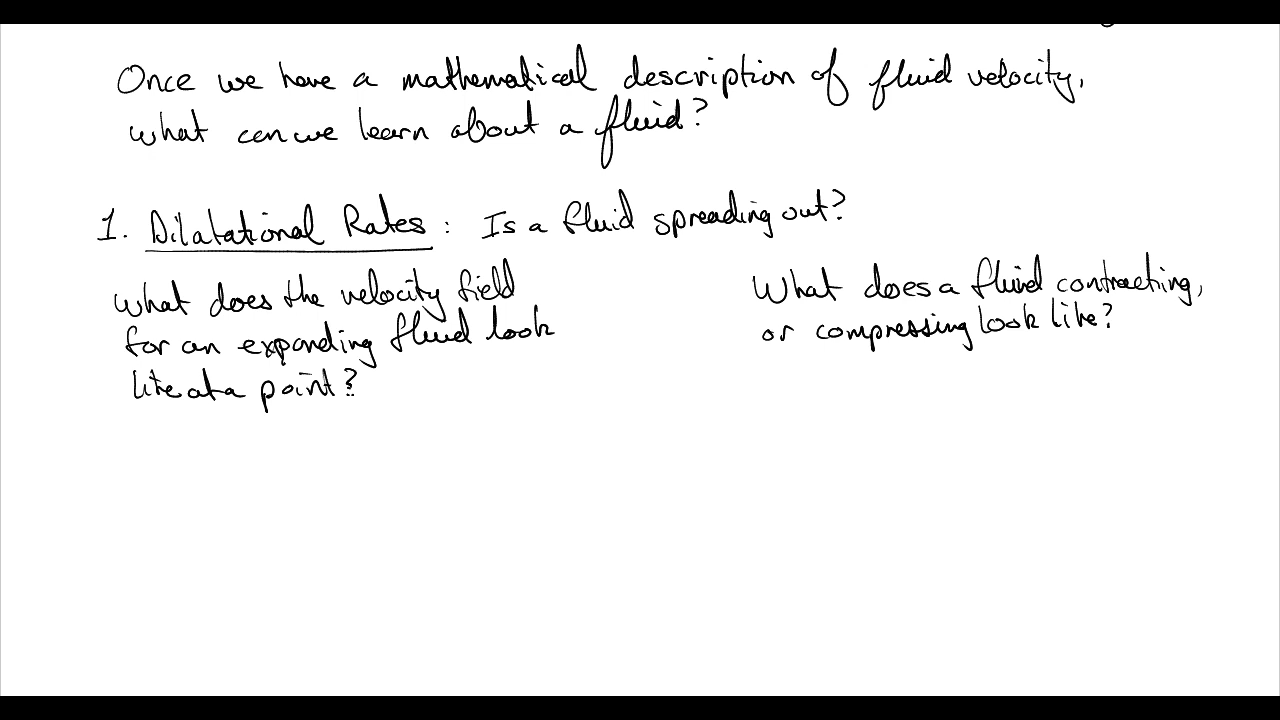 Once we have a mathematical description of fluid velocity,
what can we learn about a fluid?
1. Dilatational Rates: Is a fluid spreading out?
What does the velocity field
for an expanding fluid look
like at a point?
What does a fluid contracting,
or compressing look like?